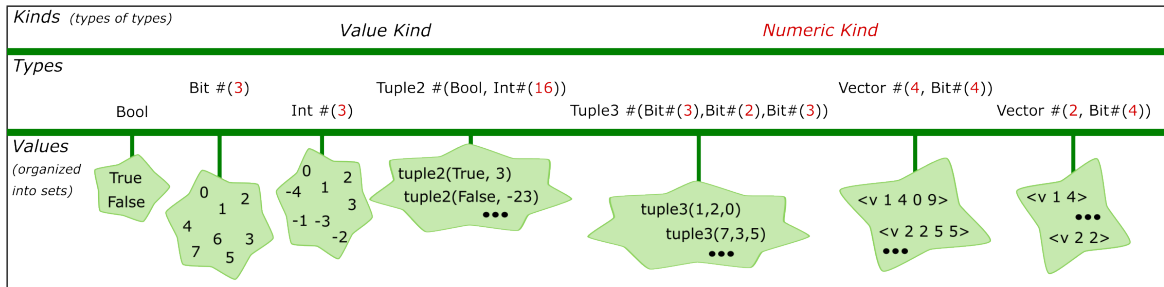 Kinds (types of types)
Value Kind
Numeric Kind
Types
Bool
Bit #(3)
Int #(3)
Tuple2 #(Bool, Int#(16))
Tuple3 #(Bit#(3),Bit#(2),Bit#(3))
Vector #(4, Bit#(4))
Vector #(2, Bit#(4))
Values
(organized
into sets)
True
False
0
2
1
4
6
3
7
5
0
2
-4
1
3
-1 -3
-2
tuple2(True, 3)
tuple2(False, -23)
•••
tuple3(1,2,0)
tuple3(7,3,5)
•••
<v 1 4 0 9>
<v 2 2 5 5>
•••
<v 1 4>
•••
<v 2 2>